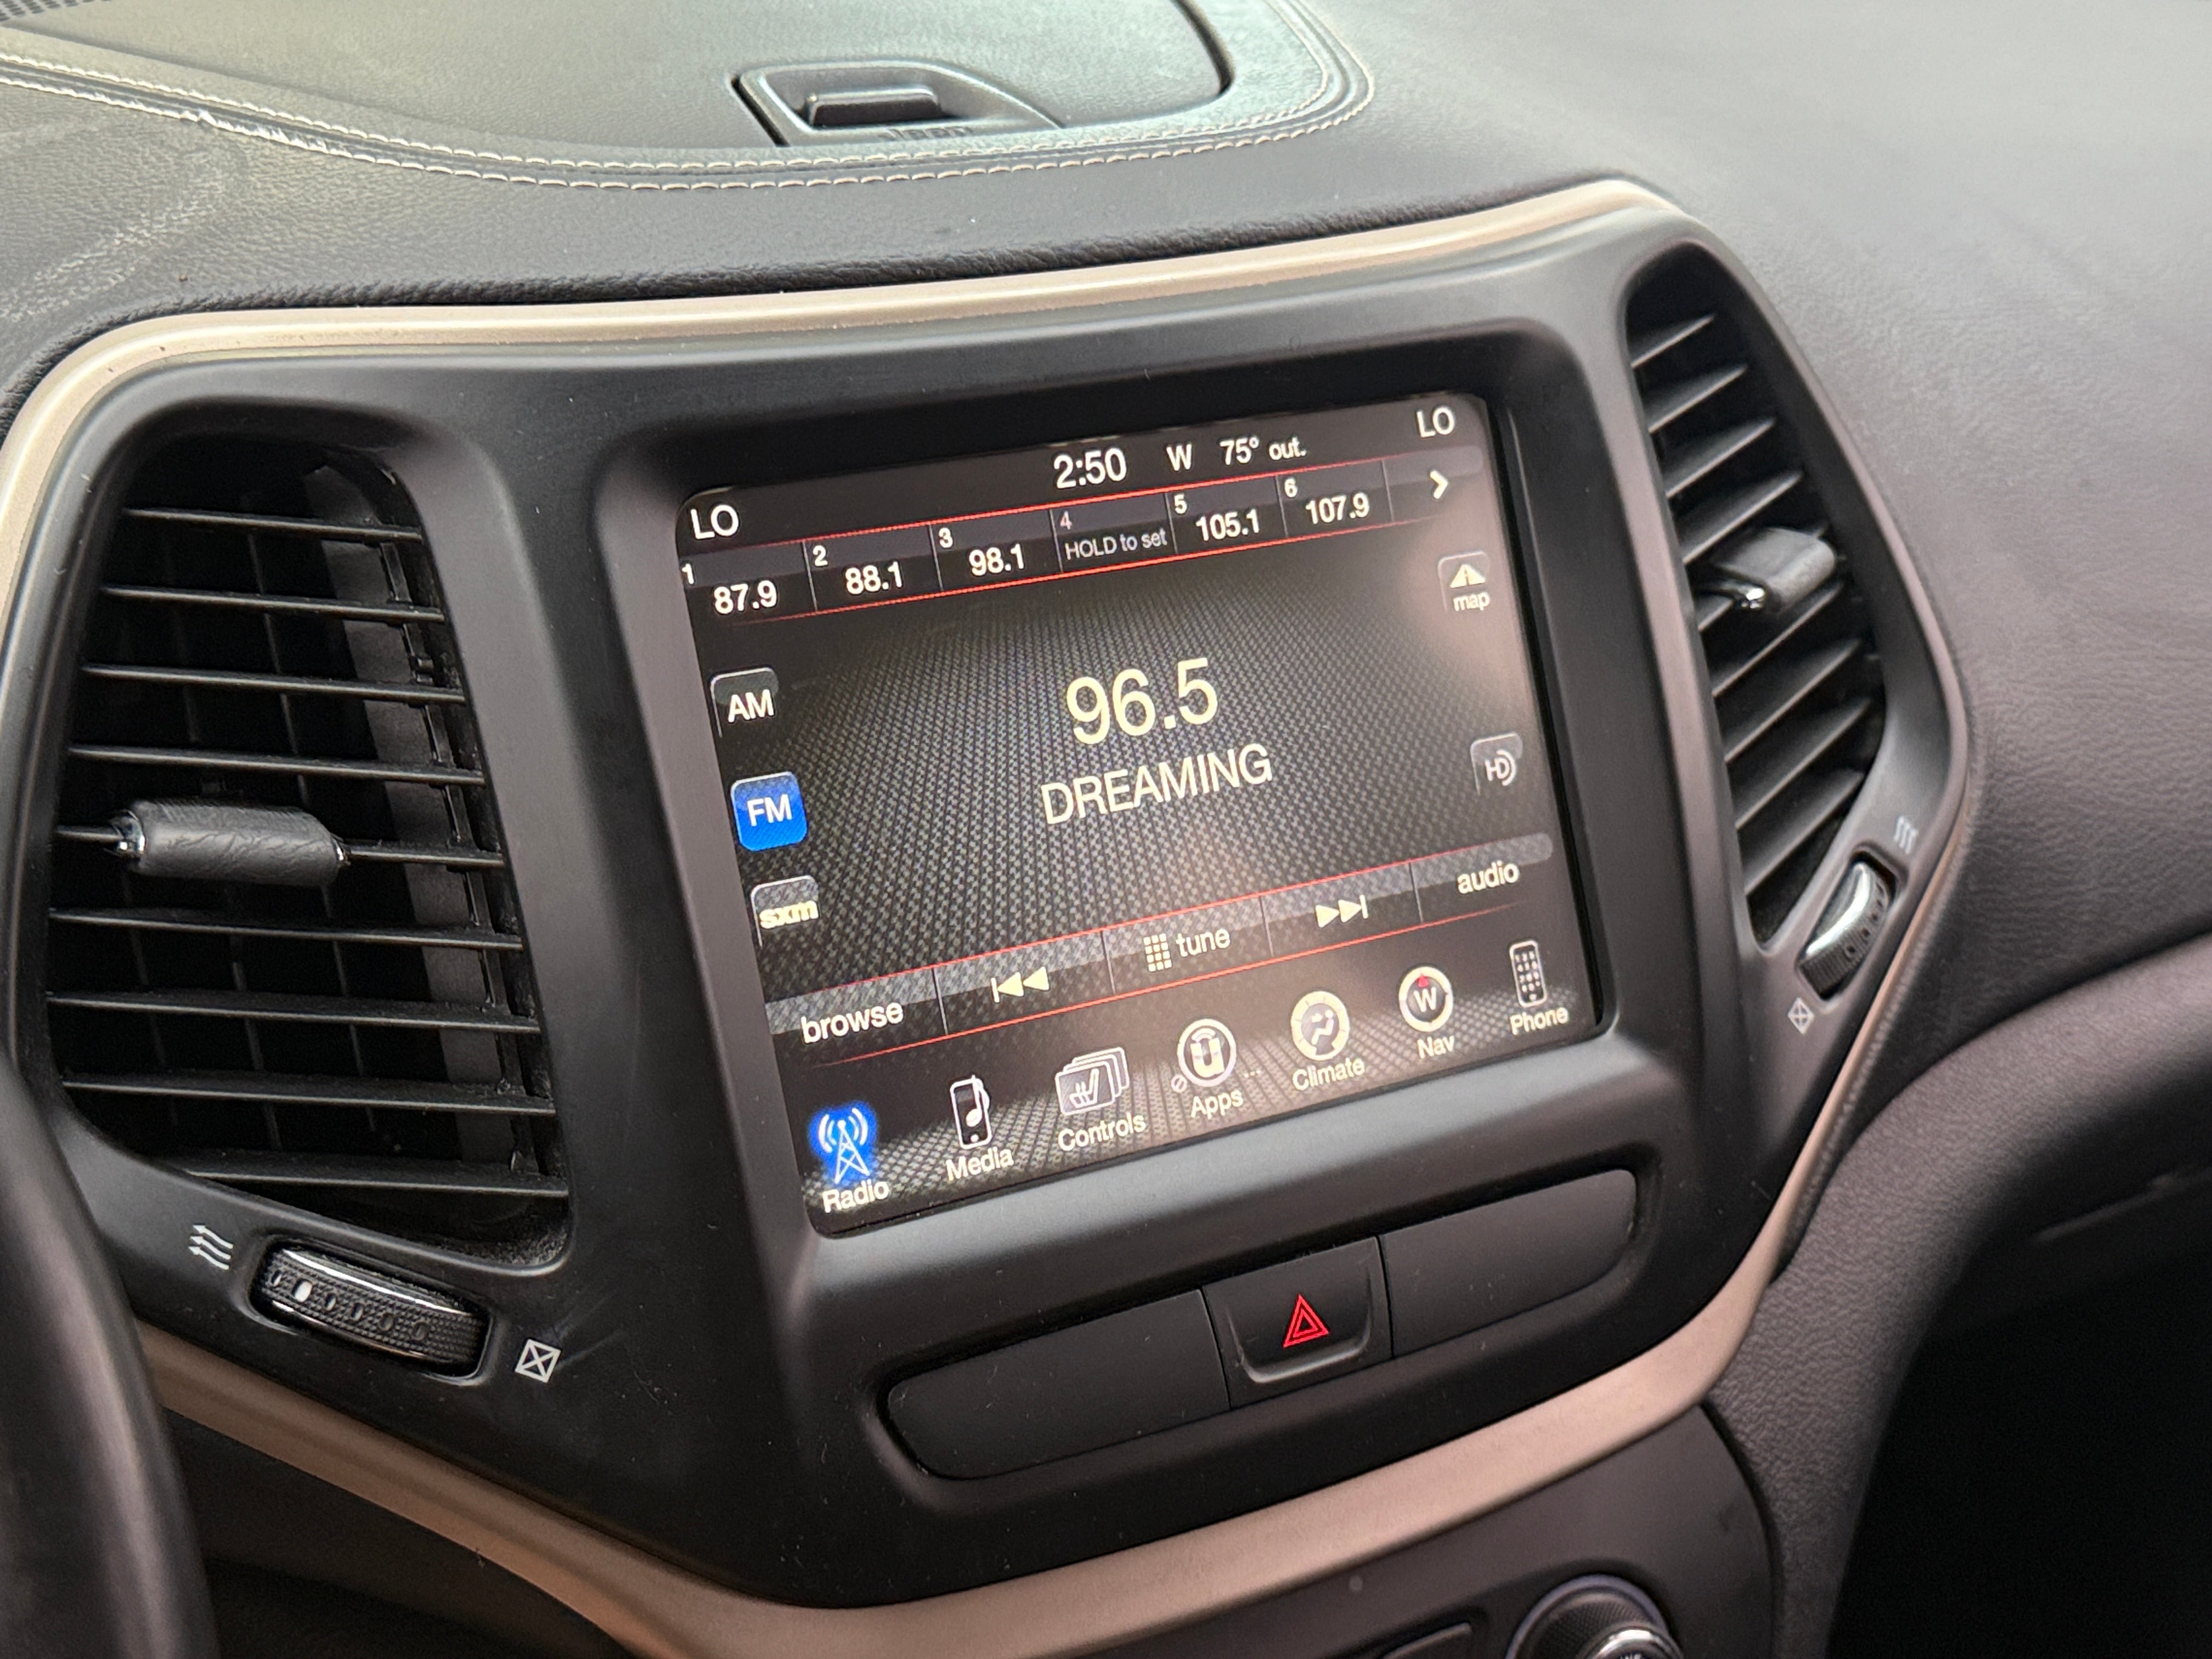 Jeep
LO 2:50 W 75° out. LO
1 87.9 2 88.1 3 98.1 4 HOLD to set 5 105.1 6 107.9
map
AM
96.5
FM
DREAMING
HD
sxm
browse tune audio
Radio Media Controls Apps ... Climate W Nav Phone